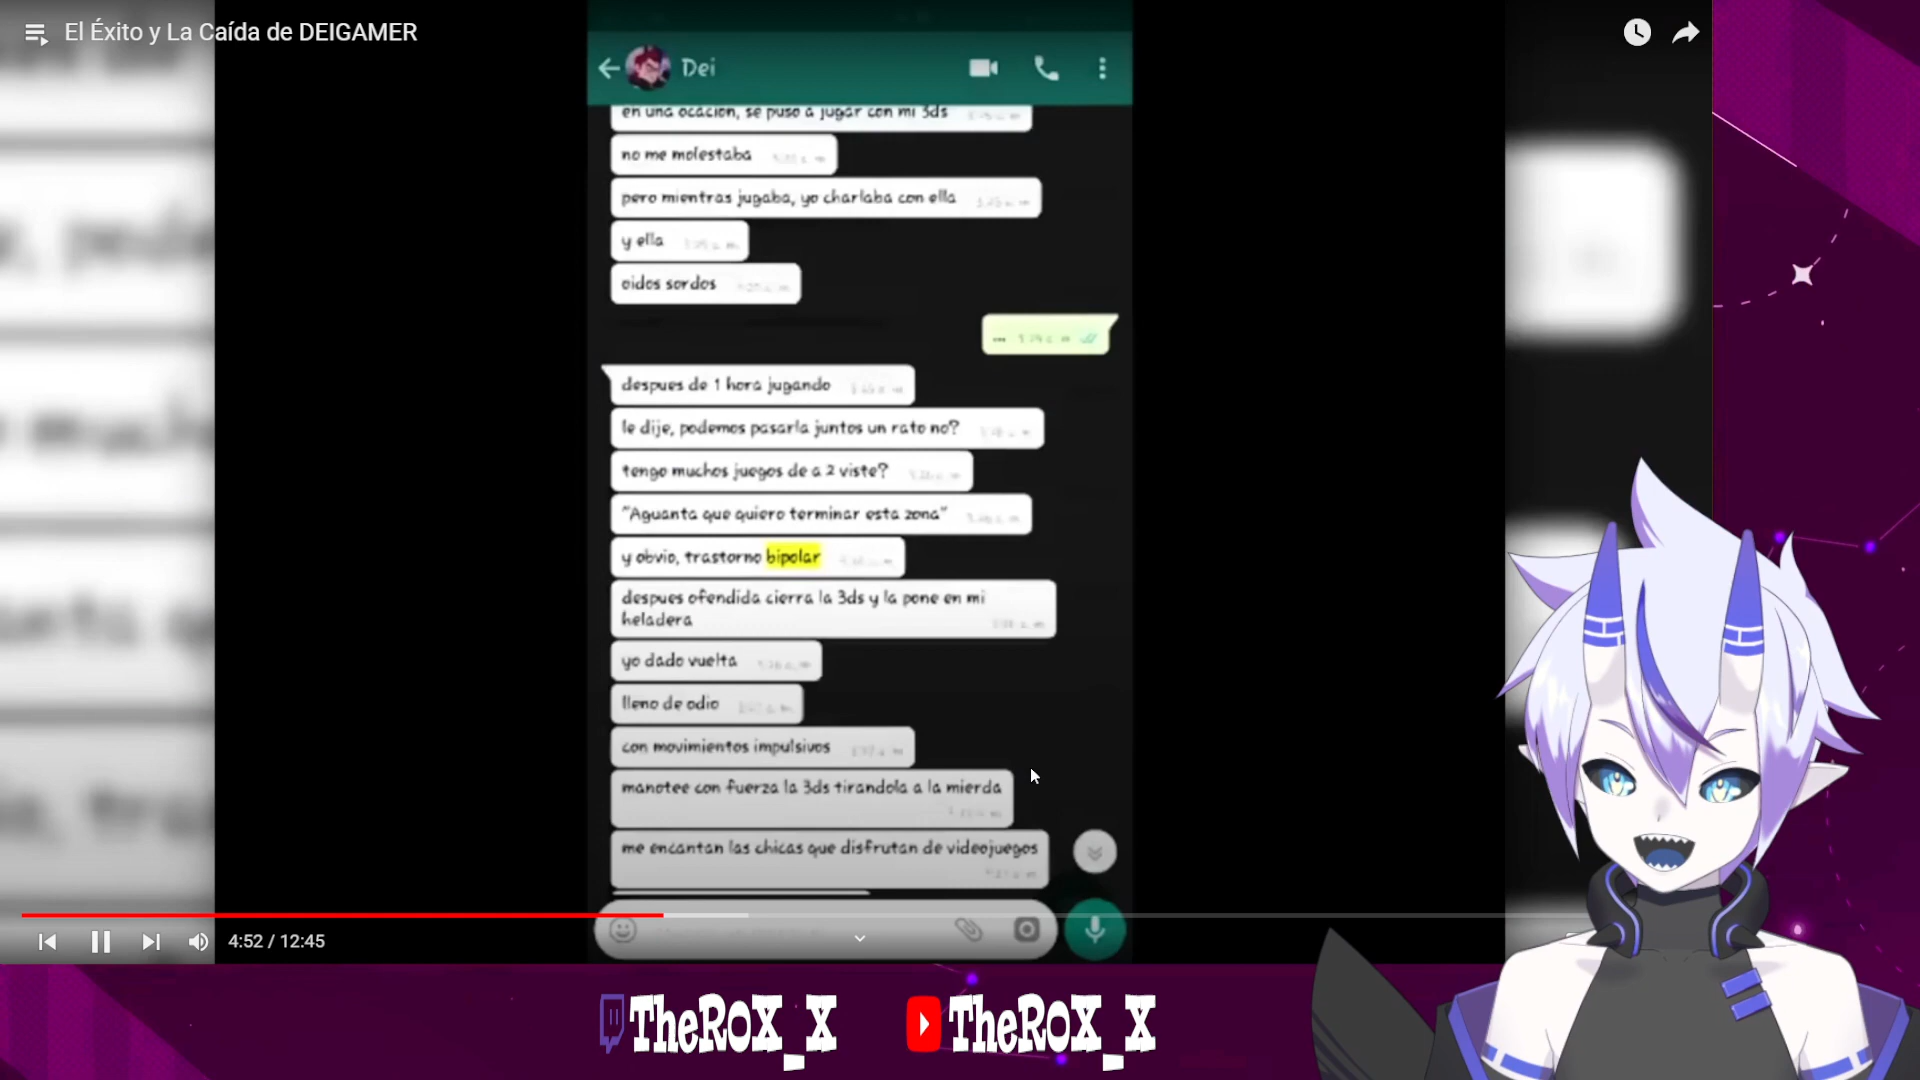 El Éxito y La Caída de DEIGAMER
Dei
en una ocacion, se puso a jugar con mi 3ds
no me molestaba
pero mientras jugaba, yo charlaba con ella
y ella
oidos sordos
...
despues de 1 hora jugando
le dije, podemos pasarla juntos un rato no?
tengo muchos juegos de a 2 viste?
"Aguanta que quiero terminar esta zona"
y obvio, trastorno bipolar
despues ofendida cierra la 3ds y la pone en mi
heladera
yo dado vuelta
lleno de odio
con movimientos impulsivos
manotee con fuerza la 3ds tirandola a la mierda
me encantan las chicas que disfrutan de videojuegos
4:52 / 12:45
TheROX_X
TheROX_X